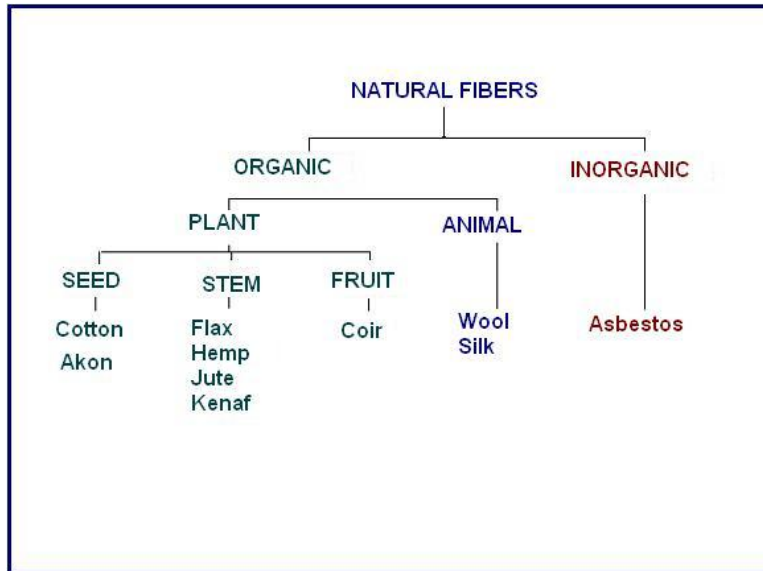 NATURAL FIBERS
ORGANIC
INORGANIC
PLANT
ANIMAL
SEED
STEM
FRUIT
Cotton
Akon
Flax
Hemp
Jute
Kenaf
Coir
Wool
Silk
Asbestos